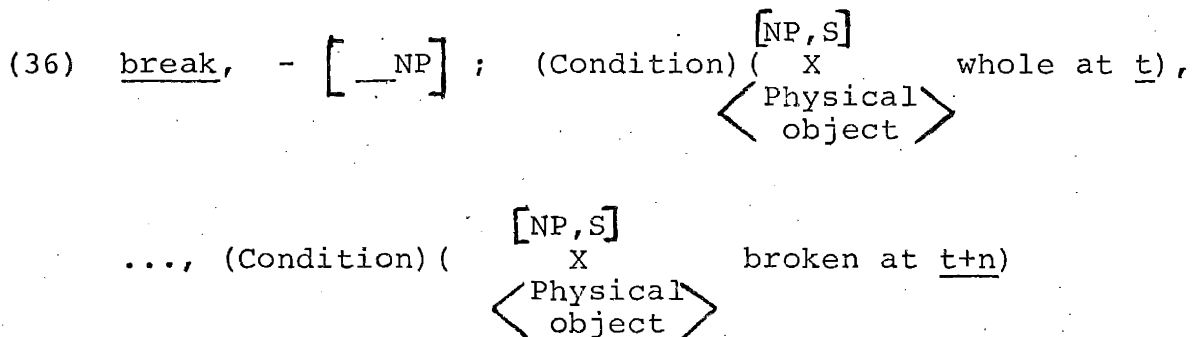 [NP,S]
(36) break, - [ __NP] ; (Condition)( X whole at t),
<Physical
object>
[NP,S]
..., (Condition)( X broken at t+n)
<Physical
object>